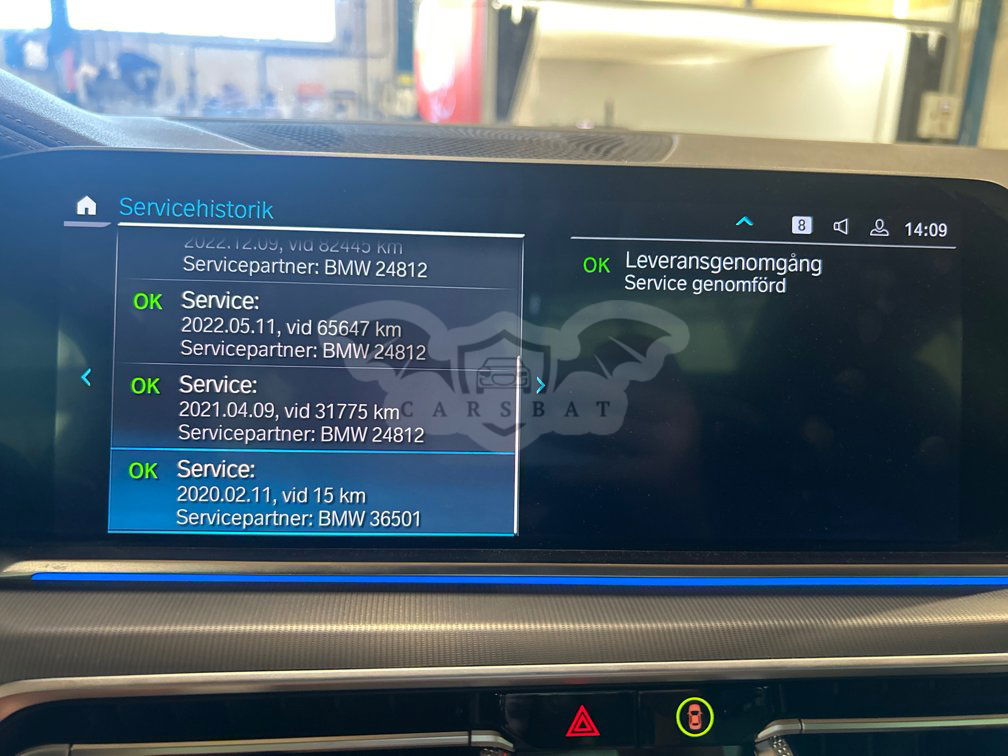 Servicehistorik
8
14:09
2022.12.09, vid 82445 km
Servicepartner: BMW 24812
OK Service:
2022.05.11, vid 65647 km
Servicepartner: BMW 24812
OK Service:
2021.04.09, vid 31775 km
Servicepartner: BMW 24812
OK Service:
2020.02.11, vid 15 km
Servicepartner: BMW 36501
OK Leveransgenomgång
Service genomförd
CARSBAT